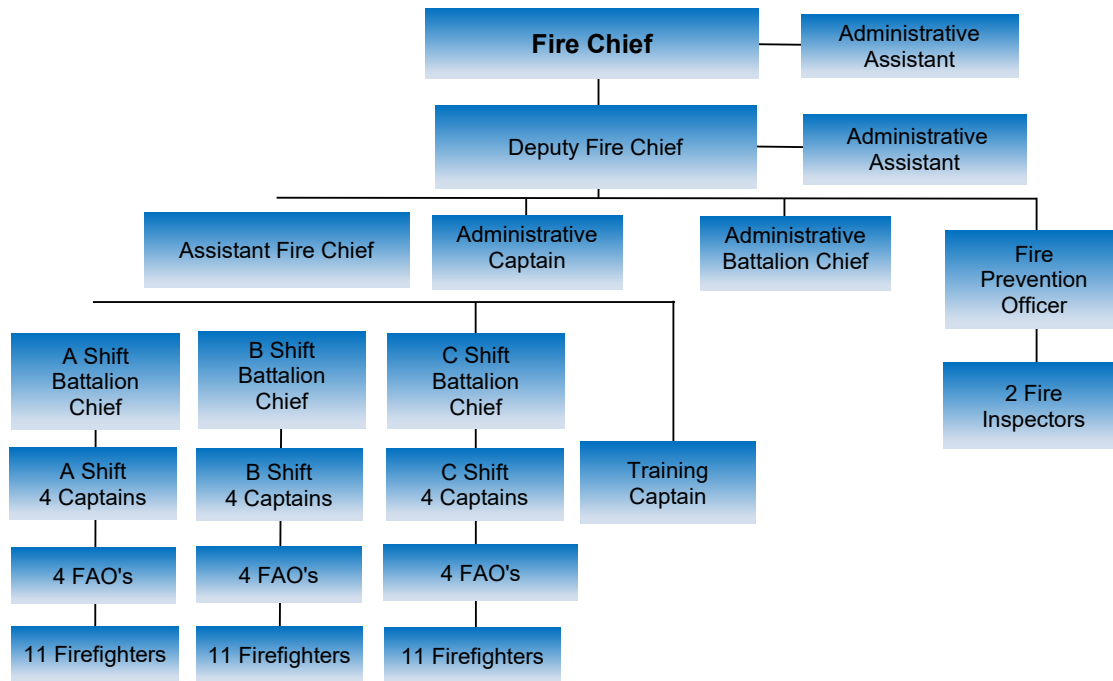 Fire Chief
Administrative
Assistant
Deputy Fire Chief
Administrative
Assistant
Assistant Fire Chief
Administrative
Captain
Administrative
Battalion Chief
Fire
Prevention
Officer
A Shift
Battalion
Chief
B Shift
Battalion
Chief
C Shift
Battalion
Chief
2 Fire
Inspectors
A Shift
4 Captains
B Shift
4 Captains
C Shift
4 Captains
Training
Captain
4 FAO's
4 FAO's
4 FAO's
11 Firefighters
11 Firefighters
11 Firefighters